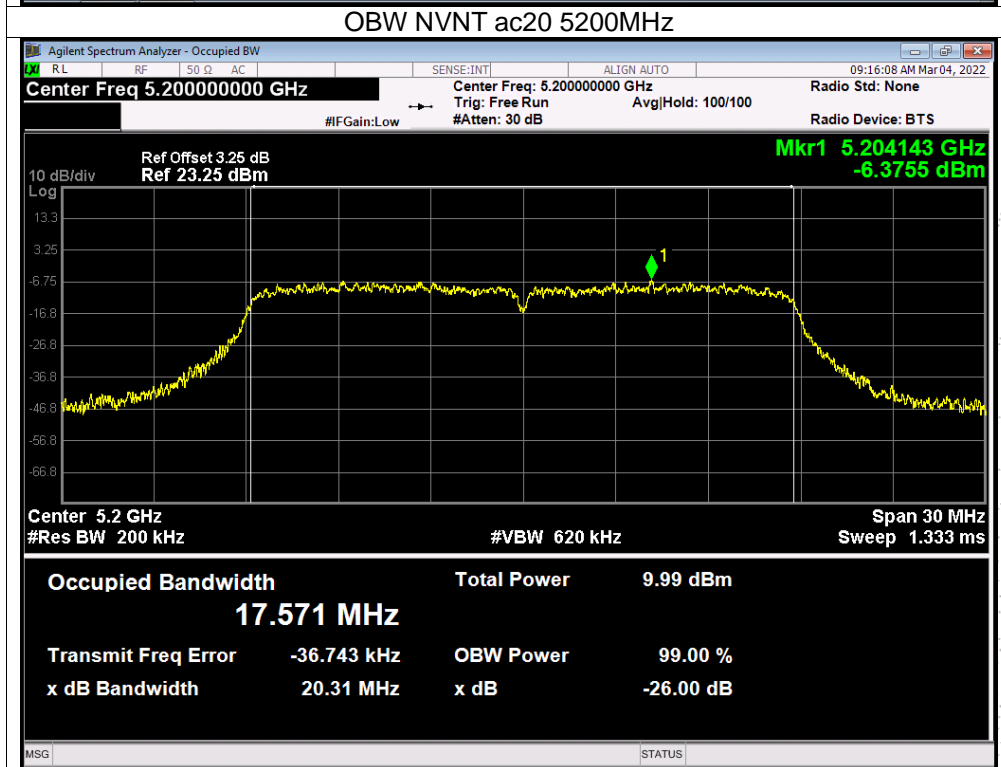 OBW NVNT ac20 5200MHz
Agilent Spectrum Analyzer - Occupied BW
LXI RL RF 50 Ω AC SENSE:INT ALIGN AUTO 09:16:08 AM Mar 04, 2022
Center Freq 5.200000000 GHz Center Freq: 5.200000000 GHz Radio Std: None
Trig: Free Run Avg|Hold: 100/100
#IFGain:Low #Atten: 30 dB Radio Device: BTS
Ref Offset 3.25 dB Mkr1 5.204143 GHz
10 dB/div Ref 23.25 dBm -6.3755 dBm
Log
13.3
3.25
1
-6.75
-16.8
-26.8
-36.8
-46.8
-56.8
-66.8
Center 5.2 GHz Span 30 MHz
#Res BW 200 kHz #VBW 620 kHz Sweep 1.333 ms
Occupied Bandwidth Total Power 9.99 dBm
17.571 MHz
Transmit Freq Error -36.743 kHz OBW Power 99.00 %
x dB Bandwidth 20.31 MHz x dB -26.00 dB
MSG STATUS